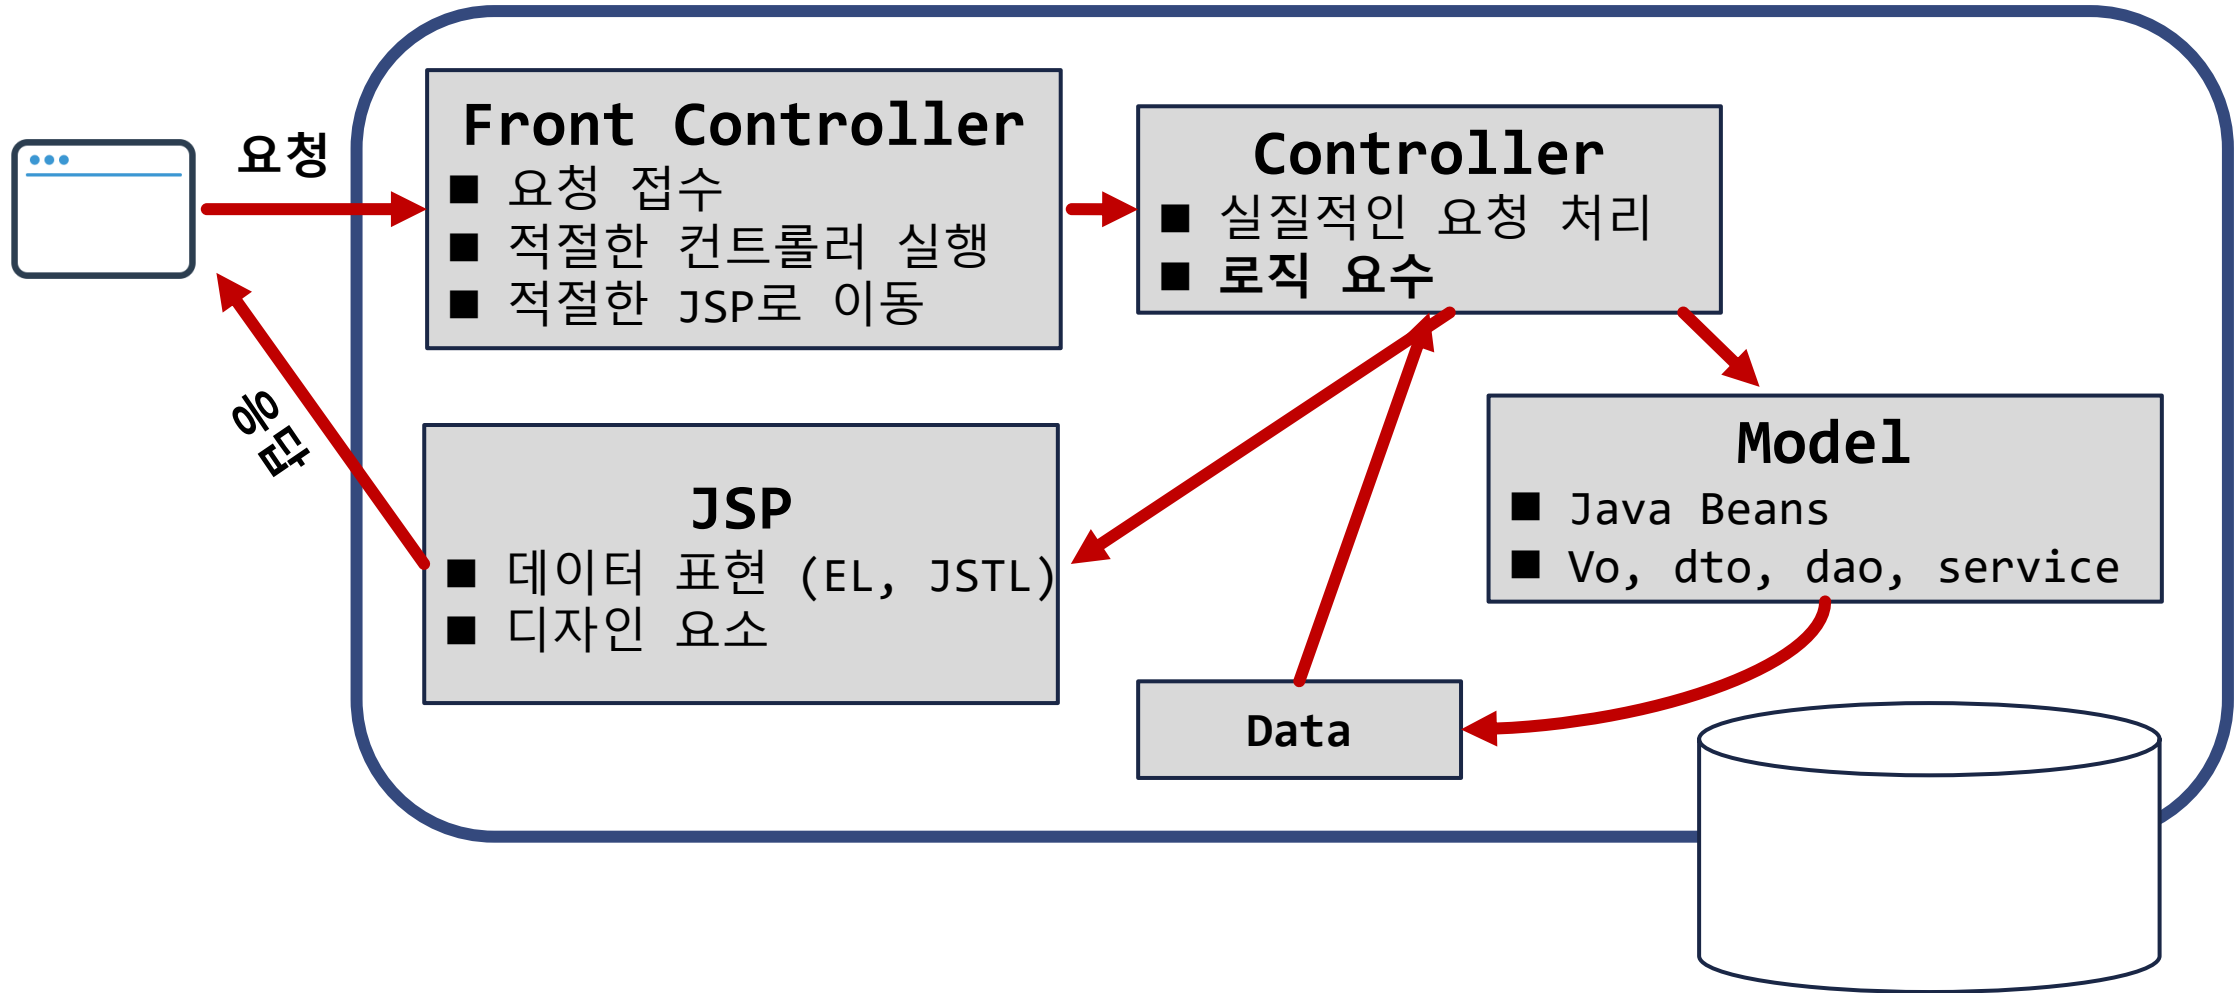 요청
Front Controller
■ 요청 접수
■ 적절한 컨트롤러 실행
■ 적절한 JSP로 이동
Controller
■ 실질적인 요청 처리
■ 로직 요수
응답
JSP
■ 데이터 표현 (EL, JSTL)
■ 디자인 요소
Model
■ Java Beans
■ Vo, dto, dao, service
Data